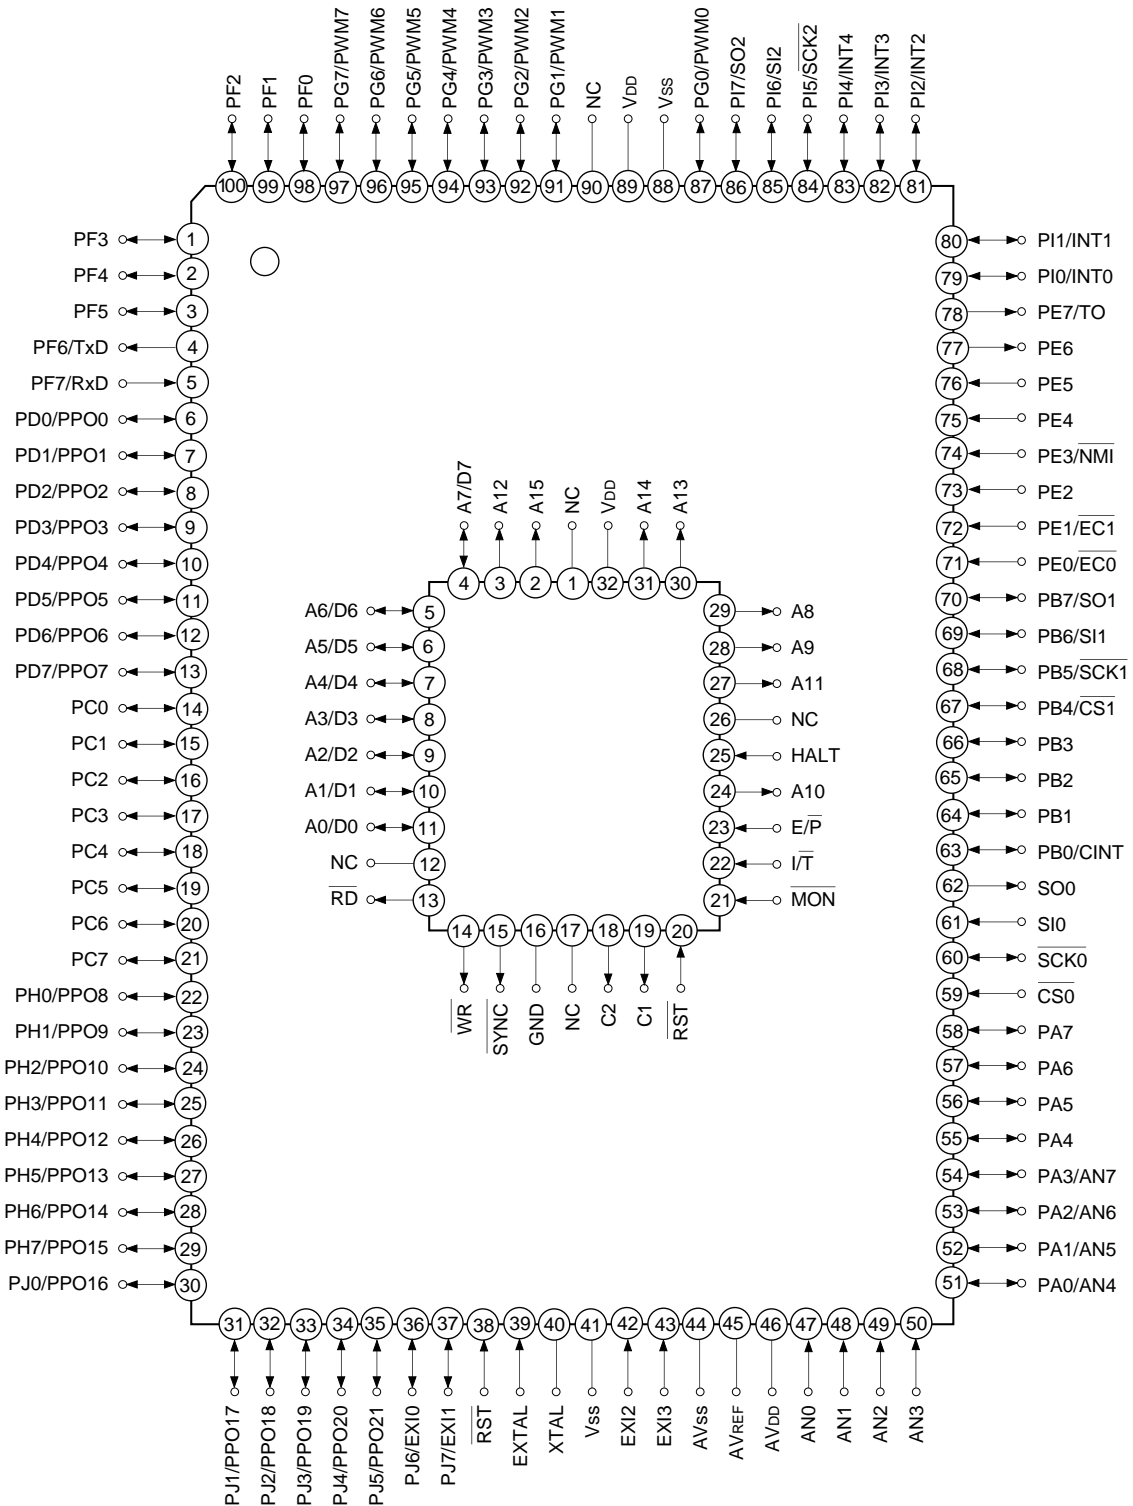 PF2
PF1
PF0
PG7/PWM7
PG6/PWM6
PG5/PWM5
PG4/PWM4
PG3/PWM3
PG2/PWM2
PG1/PWM1
NC
VDD
VSS
PG0/PWM0
PI7/SO2
PI6/SI2
PI5/S̅C̅K̅2̅
PI4/INT4
PI3/INT3
PI2/INT2
100
99
98
97
96
95
94
93
92
91
90
89
88
87
86
85
84
83
82
81
PF3 1
PF4 2
PF5 3
PF6/TxD 4
PF7/RxD 5
PD0/PPO0 6
PD1/PPO1 7
PD2/PPO2 8
PD3/PPO3 9
PD4/PPO4 10
PD5/PPO5 11
PD6/PPO6 12
PD7/PPO7 13
PC0 14
PC1 15
PC2 16
PC3 17
PC4 18
PC5 19
PC6 20
PC7 21
PH0/PPO8 22
PH1/PPO9 23
PH2/PPO10 24
PH3/PPO11 25
PH4/PPO12 26
PH5/PPO13 27
PH6/PPO14 28
PH7/PPO15 29
PJ0/PPO16 30
A7/D7
A12
A15
NC
VDD
A14
A13
4
3
2
1
32
31
30
A6/D6 5
A5/D5 6
A4/D4 7
A3/D3 8
A2/D2 9
A1/D1 10
A0/D0 11
NC 12
R̅D̅ 13
29 A8
28 A9
27 A11
26 NC
25 HALT
24 A10
23 E/P̅
22 I/T̅
21 M̅O̅N̅
14
15
16
17
18
19
20
W̅R̅
S̅Y̅N̅C̅
GND
NC
C2
C1
R̅S̅T̅
80 PI1/INT1
79 PI0/INT0
78 PE7/TO
77 PE6
76 PE5
75 PE4
74 PE3/N̅M̅I̅
73 PE2
72 PE1/E̅C̅1̅
71 PE0/E̅C̅0̅
70 PB7/SO1
69 PB6/SI1
68 PB5/S̅C̅K̅1̅
67 PB4/C̅S̅1̅
66 PB3
65 PB2
64 PB1
63 PB0/CINT
62 SO0
61 SI0
60 S̅C̅K̅0̅
59 C̅S̅0̅
58 PA7
57 PA6
56 PA5
55 PA4
54 PA3/AN7
53 PA2/AN6
52 PA1/AN5
51 PA0/AN4
31
32
33
34
35
36
37
38
39
40
41
42
43
44
45
46
47
48
49
50
PJ1/PPO17
PJ2/PPO18
PJ3/PPO19
PJ4/PPO20
PJ5/PPO21
PJ6/EXI0
PJ7/EXI1
R̅S̅T̅
EXTAL
XTAL
VSS
EXI2
EXI3
AVSS
AVREF
AVDD
AN0
AN1
AN2
AN3